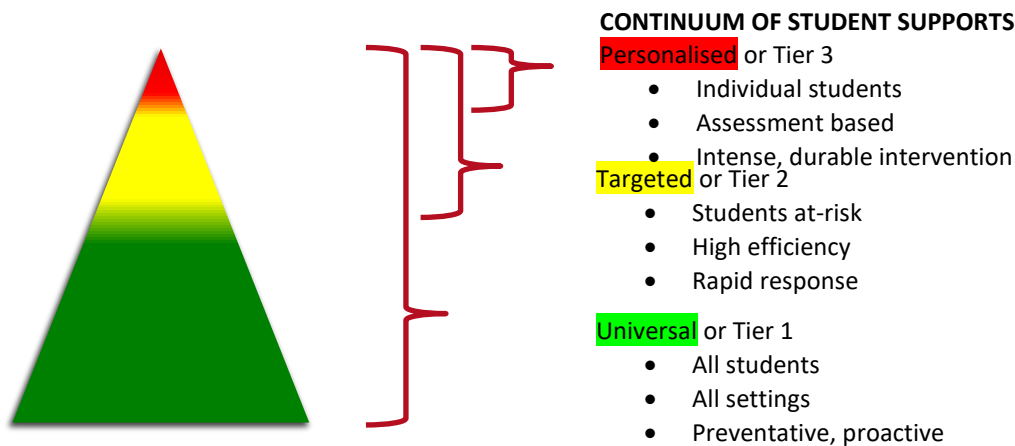 CONTINUUM OF STUDENT SUPPORTS
Personalised or Tier 3
• Individual students
• Assessment based
• Intense, durable intervention
Targeted or Tier 2
• Students at-risk
• High efficiency
• Rapid response
Universal or Tier 1
• All students
• All settings
• Preventative, proactive